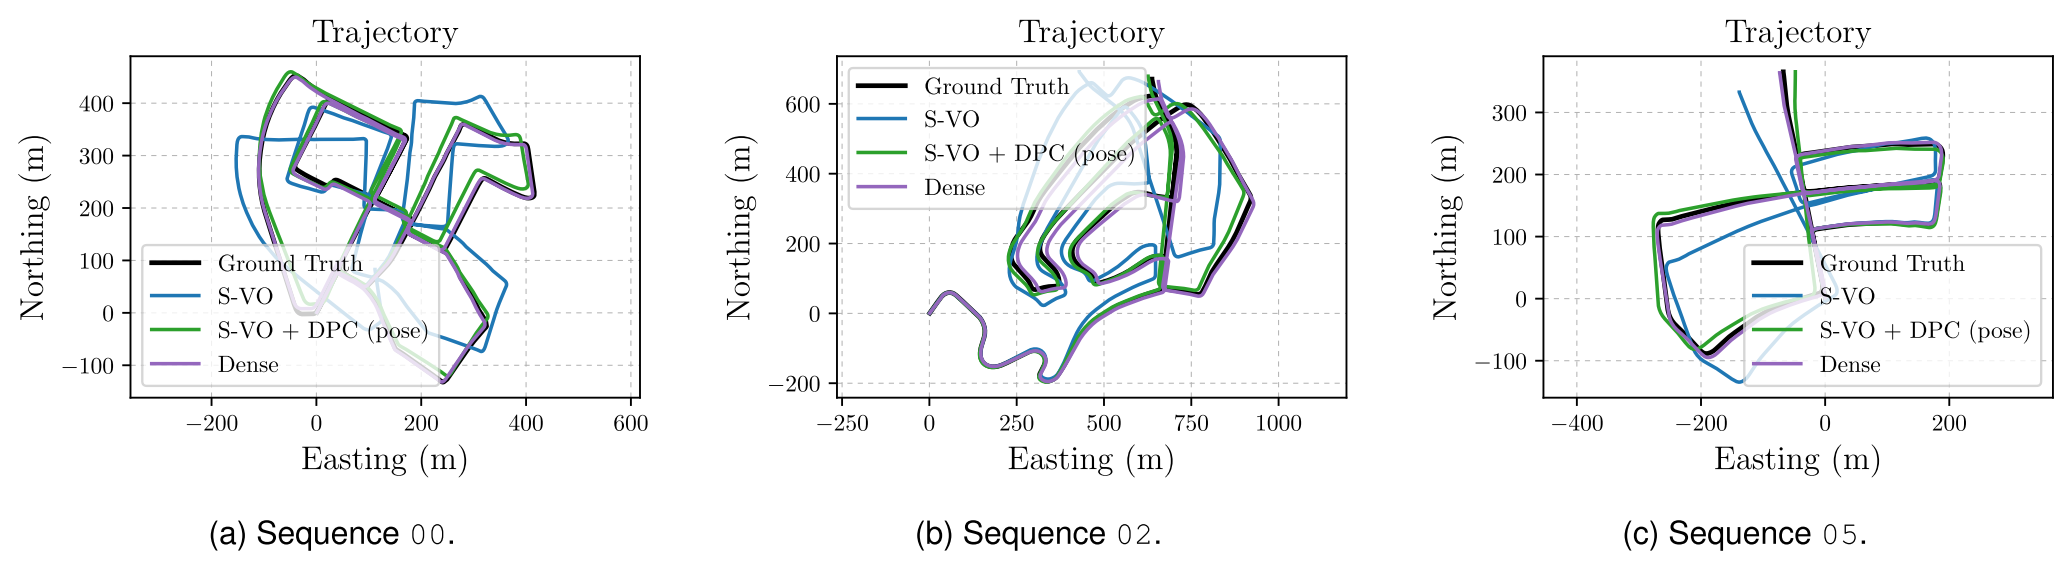 Trajectory
Northing (m)
400
300
200
100
0
−100
Ground Truth
S-VO
S-VO + DPC (pose)
Dense
−200 0 200 400 600
Easting (m)
(a) Sequence 00.
Trajectory
Northing (m)
600
400
200
0
−200
Ground Truth
S-VO
S-VO + DPC (pose)
Dense
−250 0 250 500 750 1000
Easting (m)
(b) Sequence 02.
Trajectory
Northing (m)
300
200
100
0
−100
Ground Truth
S-VO
S-VO + DPC (pose)
Dense
−400 −200 0 200
Easting (m)
(c) Sequence 05.